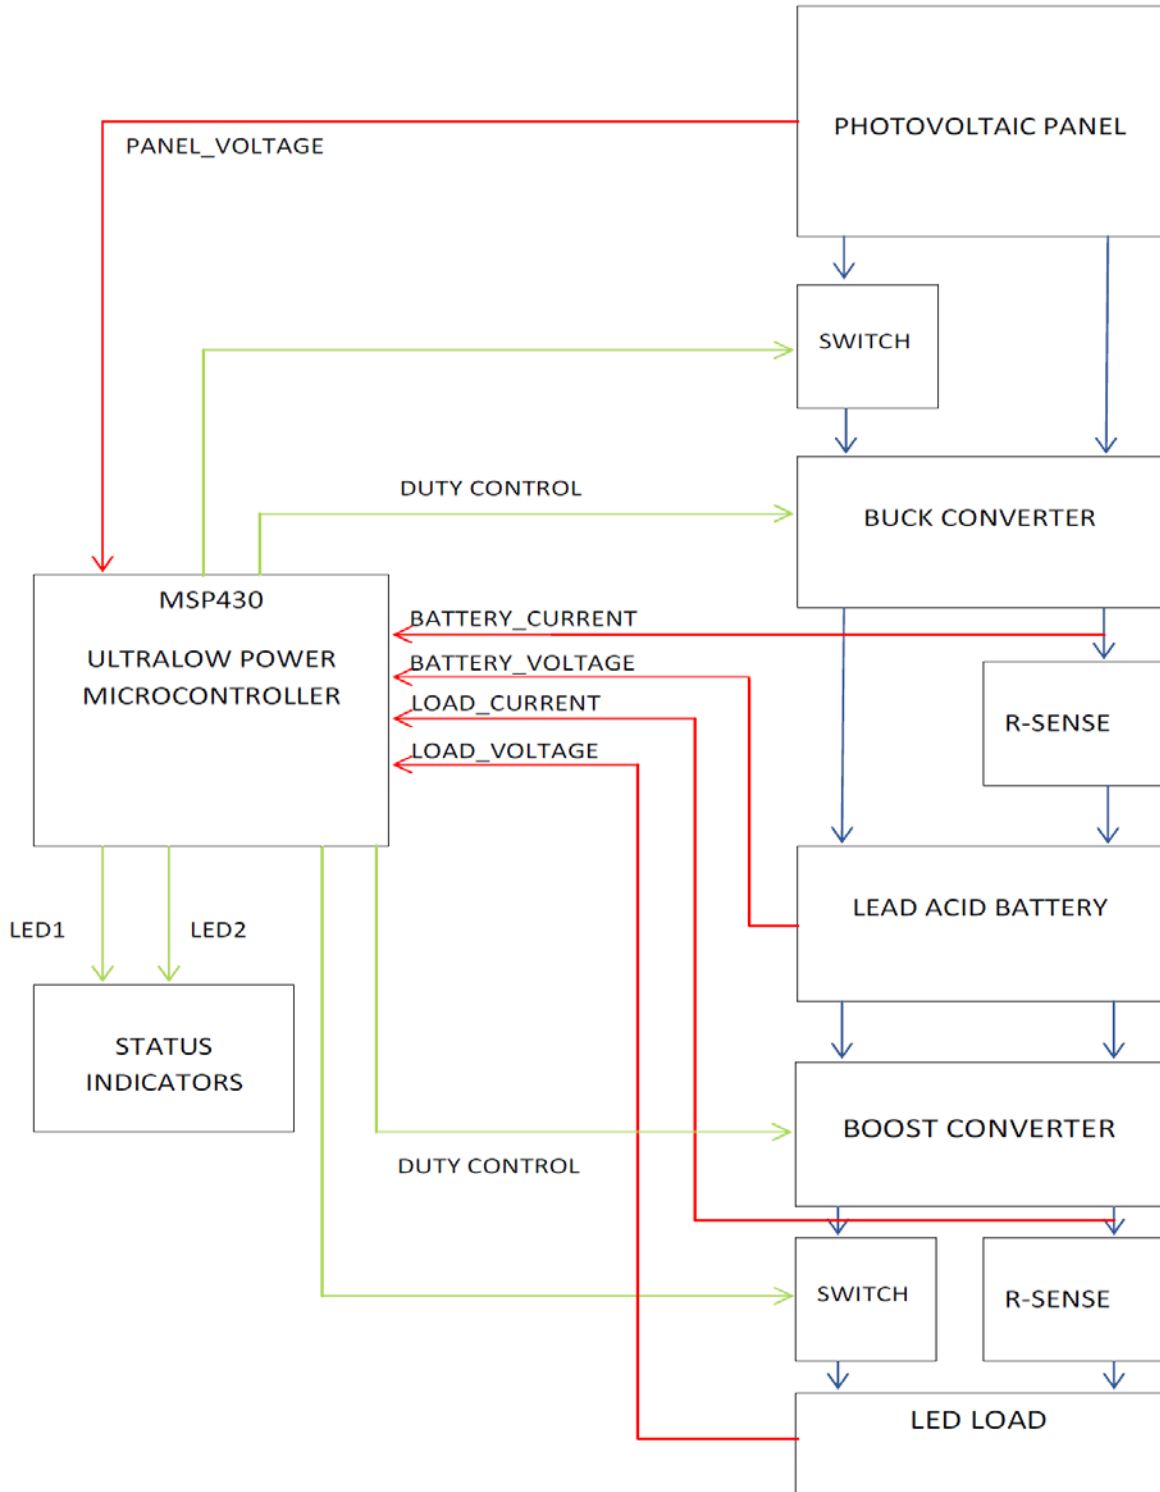 PHOTOVOLTAIC PANEL
PANEL_VOLTAGE
SWITCH
DUTY CONTROL
BUCK CONVERTER
MSP430
ULTRALOW POWER
MICROCONTROLLER
BATTERY_CURRENT
BATTERY_VOLTAGE
LOAD_CURRENT
LOAD_VOLTAGE
R-SENSE
LEAD ACID BATTERY
LED1
LED2
STATUS
INDICATORS
BOOST CONVERTER
DUTY CONTROL
SWITCH
R-SENSE
LED LOAD